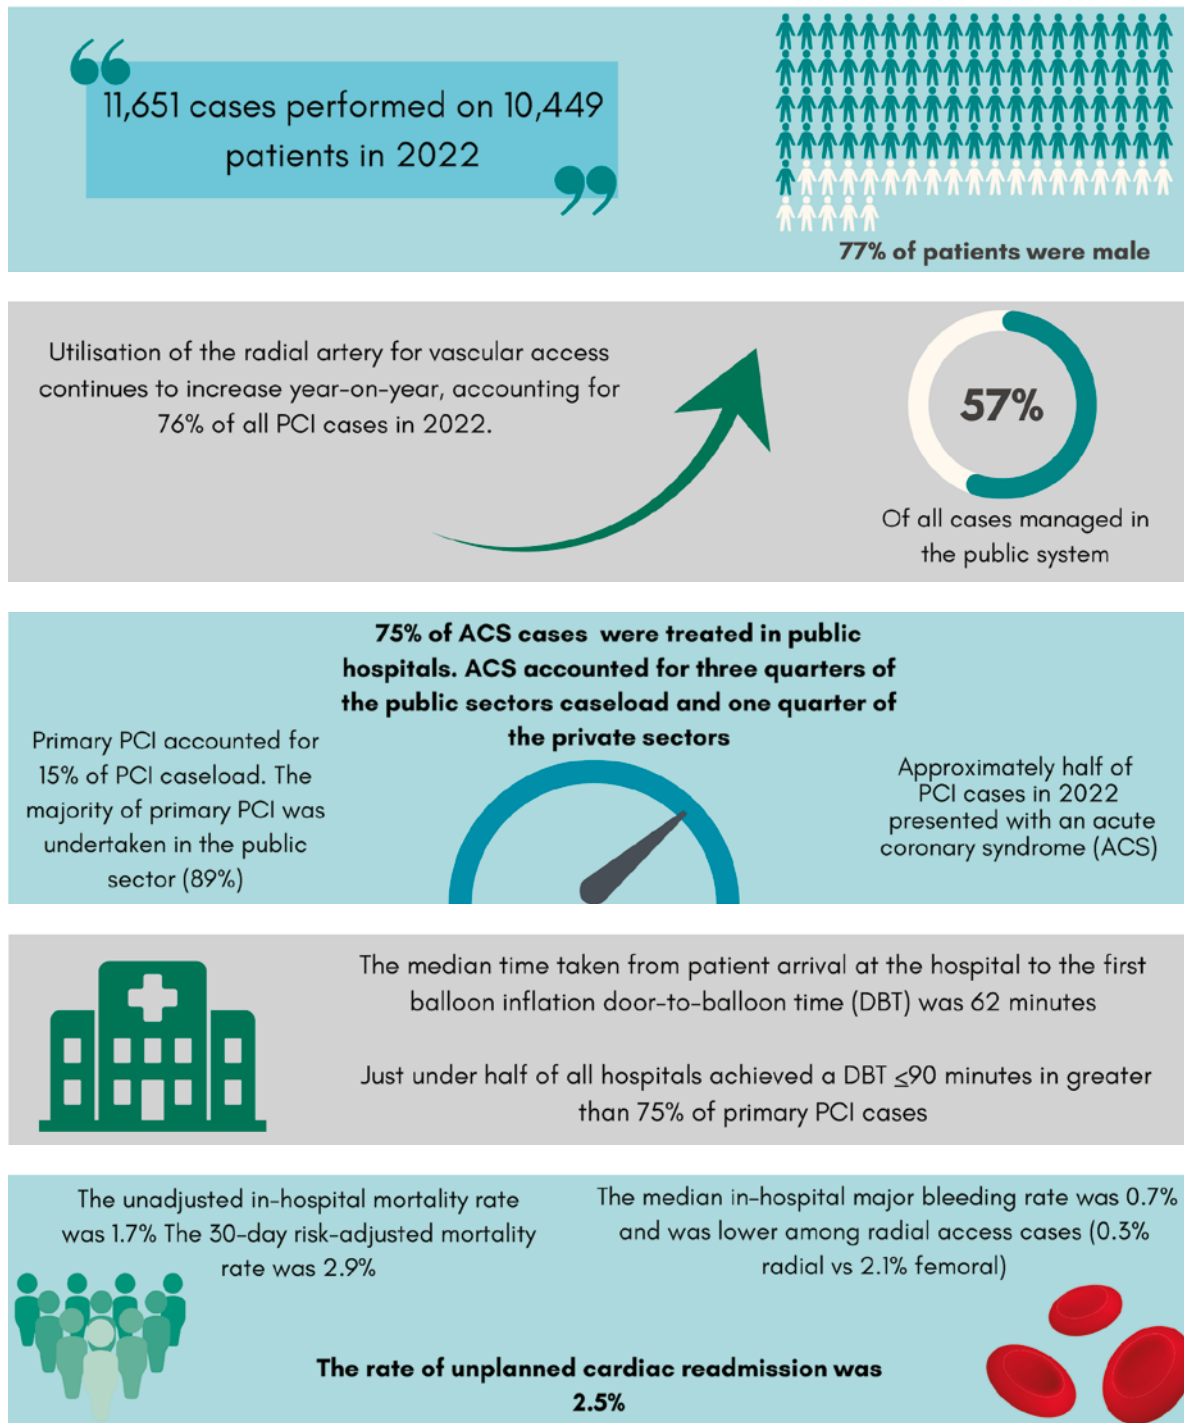 11,651 cases performed on 10,449
patients in 2022
77% of patients were male
Utilisation of the radial artery for vascular access
continues to increase year-on-year, accounting for
76% of all PCI cases in 2022.
57%
Of all cases managed in
the public system
75% of ACS cases were treated in public
hospitals. ACS accounted for three quarters of
the public sectors caseload and one quarter of
the private sectors
Primary PCI accounted for
15% of PCI caseload. The
majority of primary PCI was
undertaken in the public
sector (89%)
Approximately half of
PCI cases in 2022
presented with an acute
coronary syndrome (ACS)
The median time taken from patient arrival at the hospital to the first
balloon inflation door-to-balloon time (DBT) was 62 minutes
Just under half of all hospitals achieved a DBT ≤90 minutes in greater
than 75% of primary PCI cases
The unadjusted in-hospital mortality rate
was 1.7% The 30-day risk-adjusted mortality
rate was 2.9%
The median in-hospital major bleeding rate was 0.7%
and was lower among radial access cases (0.3%
radial vs 2.1% femoral)
The rate of unplanned cardiac readmission was
2.5%